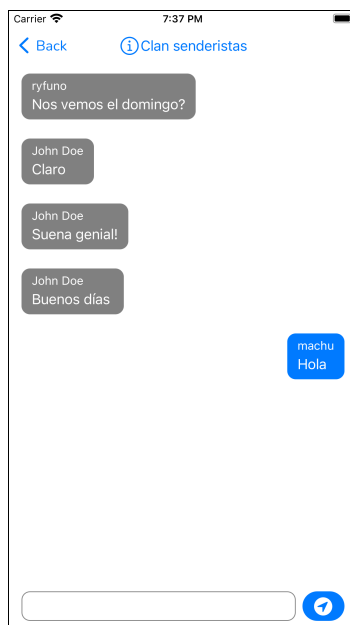 Carrier 7:37 PM
Back Clan senderistas
ryfuno
Nos vemos el domingo?
John Doe
Claro
John Doe
Suena genial!
John Doe
Buenos días
machu
Hola